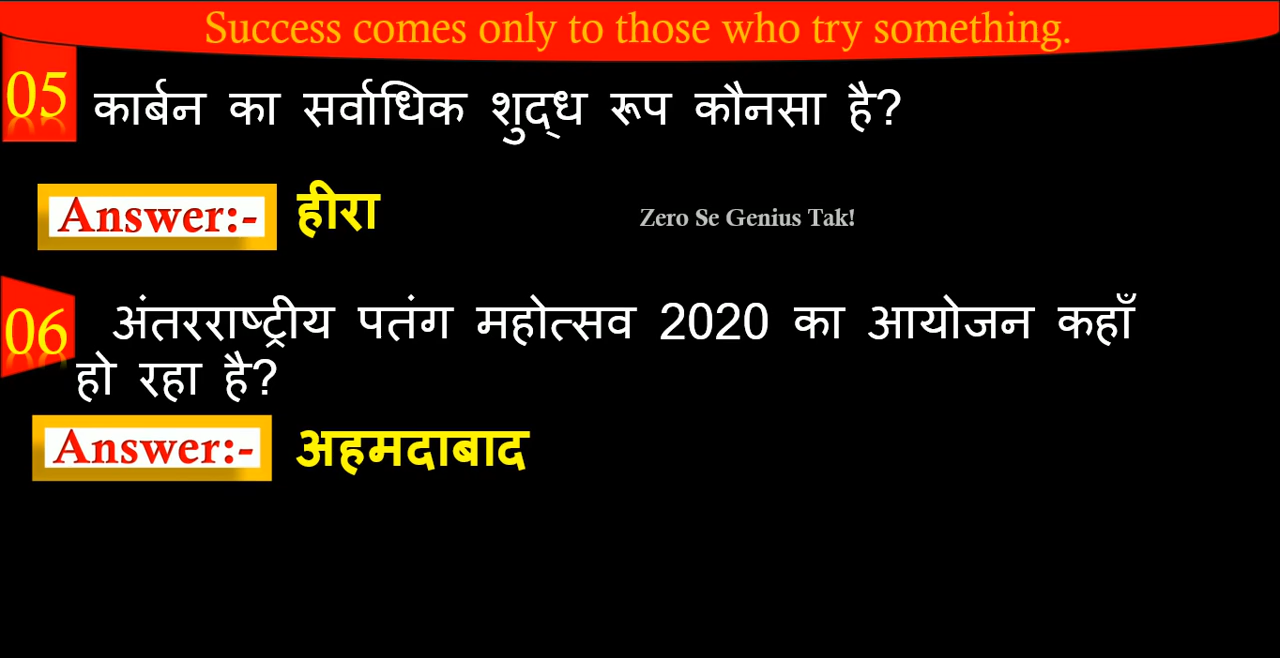 Success comes only to those who try something.
05 कार्बन का सर्वाधिक शुद्ध रूप कौनसा है?
Answer:- हीरा
Zero Se Genius Tak!
06 अंतरराष्ट्रीय पतंग महोत्सव 2020 का आयोजन कहाँ
हो रहा है?
Answer:- अहमदाबाद